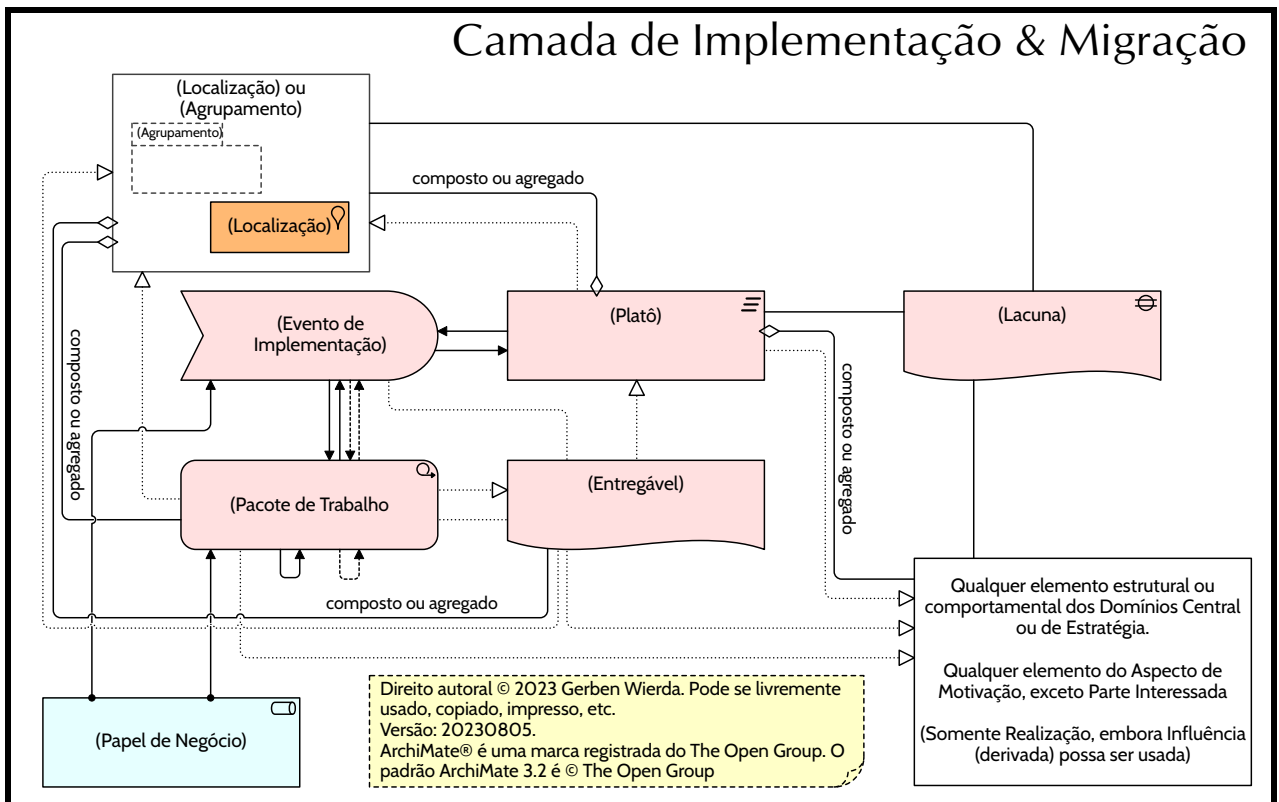 Camada de Implementação & Migração
(Localização) ou
(Agrupamento)
(Agrupamento)
(Localização)
composto ou agregado
(Evento de
Implementação)
(Platô)
(Lacuna)
composto ou agregado
composto ou agregado
(Pacote de Trabalho
(Entregável)
composto ou agregado
Qualquer elemento estrutural ou
comportamental dos Domínios Central
ou de Estratégia.
Qualquer elemento do Aspecto de
Motivação, exceto Parte Interessada
(Somente Realização, embora Influência
(derivada) possa ser usada)
(Papel de Negócio)
Direito autoral © 2023 Gerben Wierda. Pode se livremente
usado, copiado, impresso, etc.
Versão: 20230805.
ArchiMate® é uma marca registrada do The Open Group. O
padrão ArchiMate 3.2 é © The Open Group